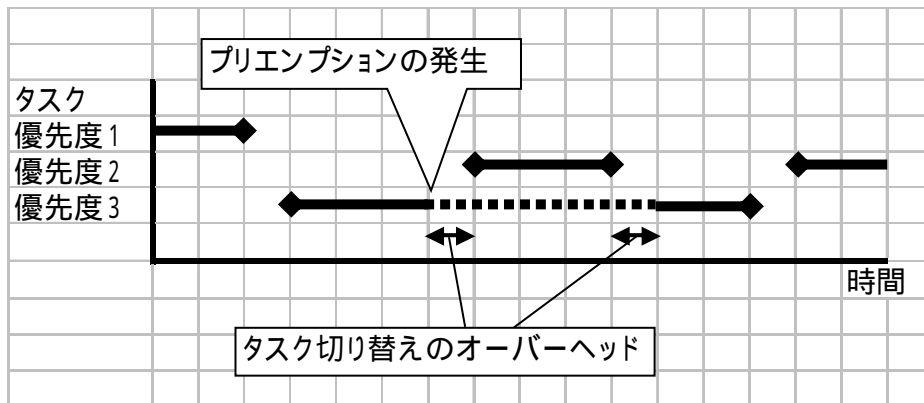 プリエンプションの発生
タスク
優先度1
優先度2
優先度3
時間
タスク切り替えのオーバーヘッド